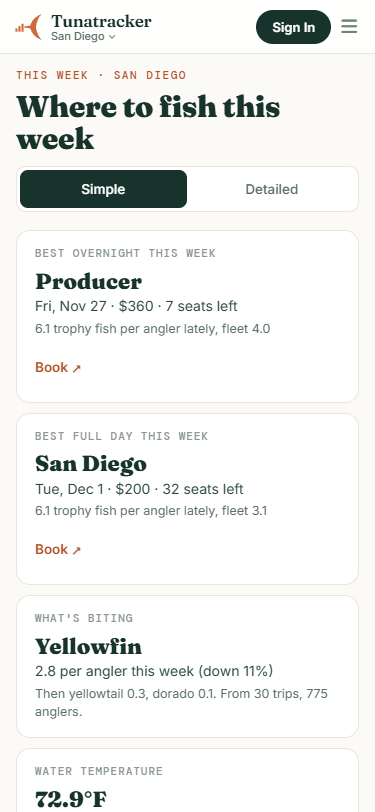 Tunatracker
San Diego
Sign In
THIS WEEK · SAN DIEGO
Where to fish this
week
Simple
Detailed
BEST OVERNIGHT THIS WEEK
Producer
Fri, Nov 27 · $360 · 7 seats left
6.1 trophy fish per angler lately, fleet 4.0
Book ↗
BEST FULL DAY THIS WEEK
San Diego
Tue, Dec 1 · $200 · 32 seats left
6.1 trophy fish per angler lately, fleet 3.1
Book ↗
WHAT'S BITING
Yellowfin
2.8 per angler this week (down 11%)
Then yellowtail 0.3, dorado 0.1. From 30 trips, 775
anglers.
WATER TEMPERATURE
72.9°F